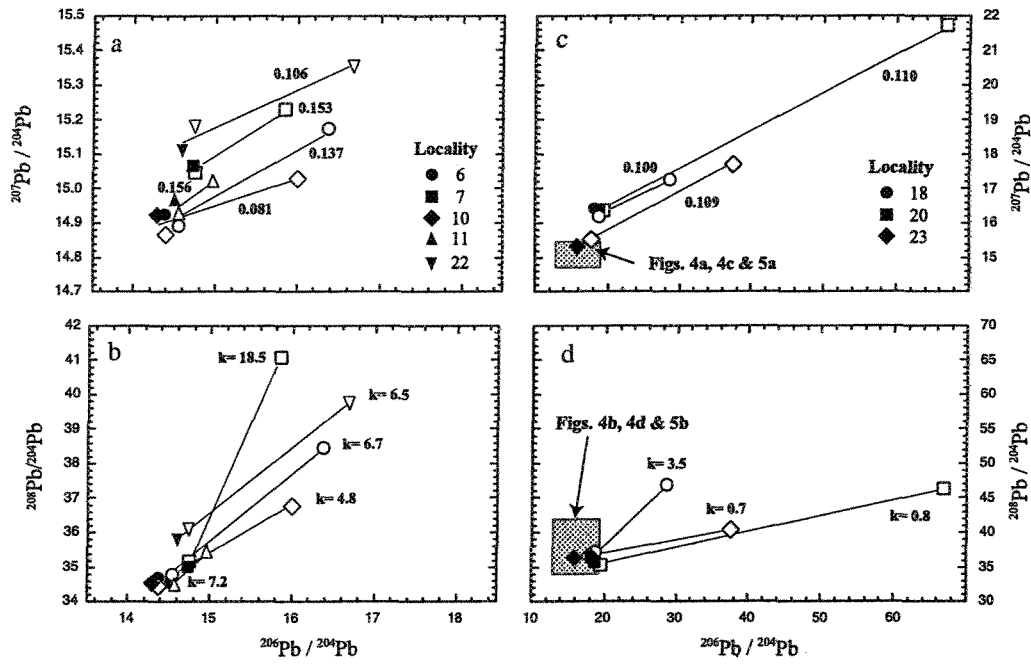 a
15.5
15.4
15.3
15.2
15.1
15.0
14.9
14.8
14.7
²⁰⁷Pb / ²⁰⁴Pb
0.106
0.153
0.137
0.156
0.081
Locality
6
7
10
11
22
c
22
21
20
19
18
17
16
15
²⁰⁷Pb / ²⁰⁴Pb
0.110
0.100
0.109
Locality
18
20
23
Figs. 4a, 4c & 5a
b
42
41
40
39
38
37
36
35
34
²⁰⁸Pb/²⁰⁴Pb
k= 18.5
k= 6.5
k= 6.7
k= 4.8
k= 7.2
14
15
16
17
18
²⁰⁶Pb / ²⁰⁴Pb
d
70
65
60
55
50
45
40
35
30
²⁰⁸Pb / ²⁰⁴Pb
Figs. 4b, 4d & 5b
k= 3.5
k= 0.7
k= 0.8
10
20
30
40
50
60
70
²⁰⁶Pb / ²⁰⁴Pb